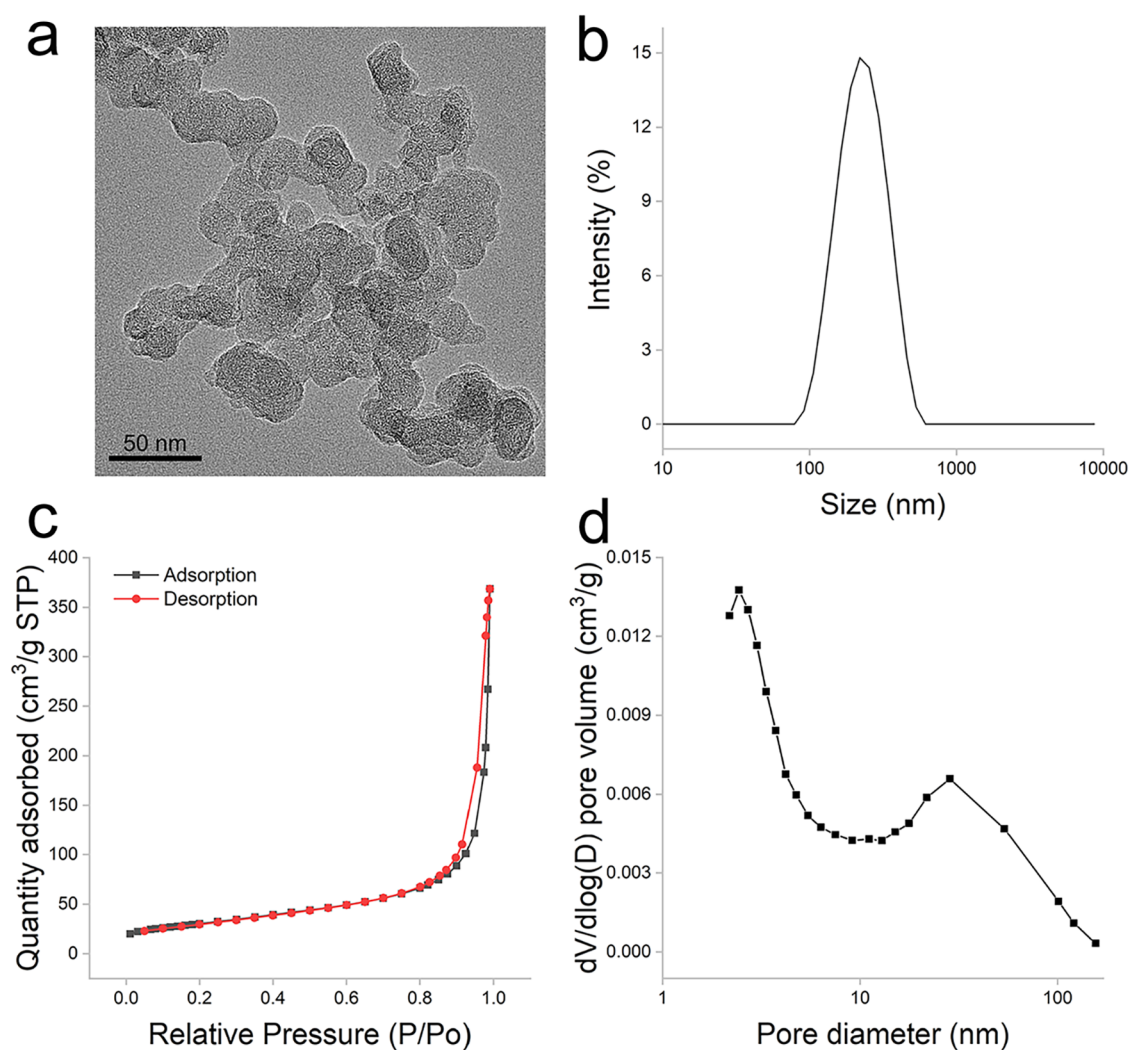 a
50 nm
b
Intensity (%)
15
12
9
6
3
0
10
100
1000
10000
Size (nm)
c
Quantity adsorbed (cm³/g STP)
400
350
300
250
200
150
100
50
0
Adsorption
Desorption
0.0
0.2
0.4
0.6
0.8
1.0
Relative Pressure (P/Po)
d
dV/dlog(D) pore volume (cm³/g)
0.015
0.012
0.009
0.006
0.003
0.000
1
10
100
Pore diameter (nm)